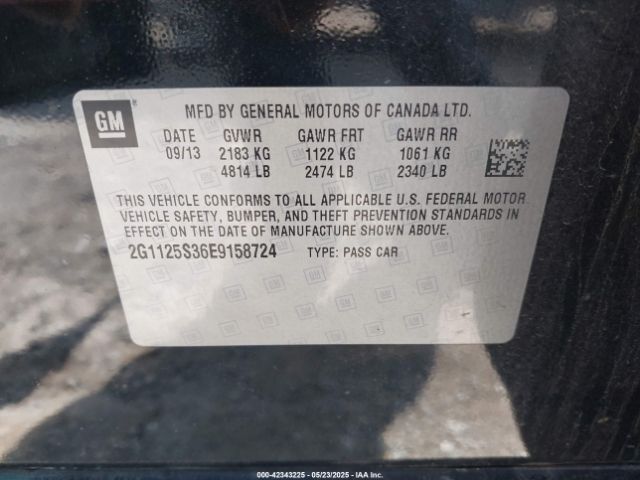 GM
MFD BY GENERAL MOTORS OF CANADA LTD.
DATE GVWR GAWR FRT GAWR RR
09/13 2183 KG 1122 KG 1061 KG
4814 LB 2474 LB 2340 LB
THIS VEHICLE CONFORMS TO ALL APPLICABLE U.S. FEDERAL MOTOR
VEHICLE SAFETY, BUMPER, AND THEFT PREVENTION STANDARDS IN
EFFECT ON THE DATE OF MANUFACTURE SHOWN ABOVE.
2G1125S36E9158724 TYPE: PASS CAR
000-42343225 - 05/23/2025 - IAA Inc.